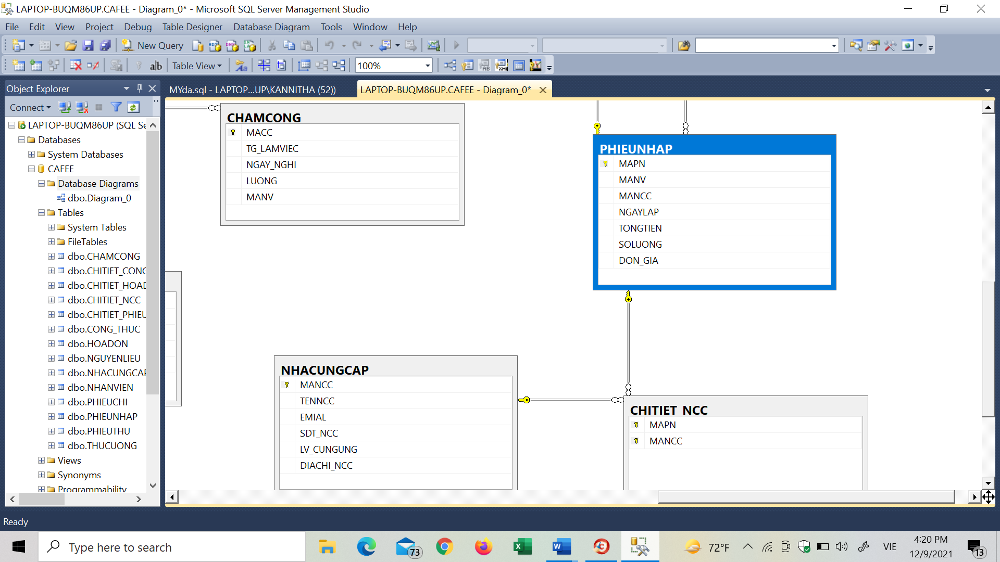 LAPTOP-BUQM86UP.CAFEE - Diagram_0* - Microsoft SQL Server Management Studio
File Edit View Project Debug Table Designer Database Diagram Tools Window Help
New Query
Table View 100%
Object Explorer
MYda.sql - LAPTOP...UP\KANNITHA (52))
LAPTOP-BUQM86UP.CAFEE - Diagram_0*
Connect
LAPTOP-BUQM86UP (SQL Se
Databases
System Databases
CAFEE
Database Diagrams
dbo.Diagram_0
Tables
System Tables
FileTables
dbo.CHAMCONG
dbo.CHITIET_CONG
dbo.CHITIET_HOAD
dbo.CHITIET_NCC
dbo.CHITIET_PHIEU
dbo.CONG_THUC
dbo.HOADON
dbo.NGUYENLIEU
dbo.NHACUNGCAP
dbo.NHANVIEN
dbo.PHIEUCHI
dbo.PHIEUNHAP
dbo.PHIEUTHU
dbo.THUCUONG
Views
Synonyms
Programmability
CHAMCONG
MACC
TG_LAMVIEC
NGAY_NGHI
LUONG
MANV
PHIEUNHAP
MAPN
MANV
MANCC
NGAYLAP
TONGTIEN
SOLUONG
DON_GIA
NHACUNGCAP
MANCC
TENNCC
EMIAL
SDT_NCC
LV_CUNGUNG
DIACHI_NCC
CHITIET_NCC
MAPN
MANCC
Ready
Type here to search
73
72°F
VIE
4:20 PM
12/9/2021
13